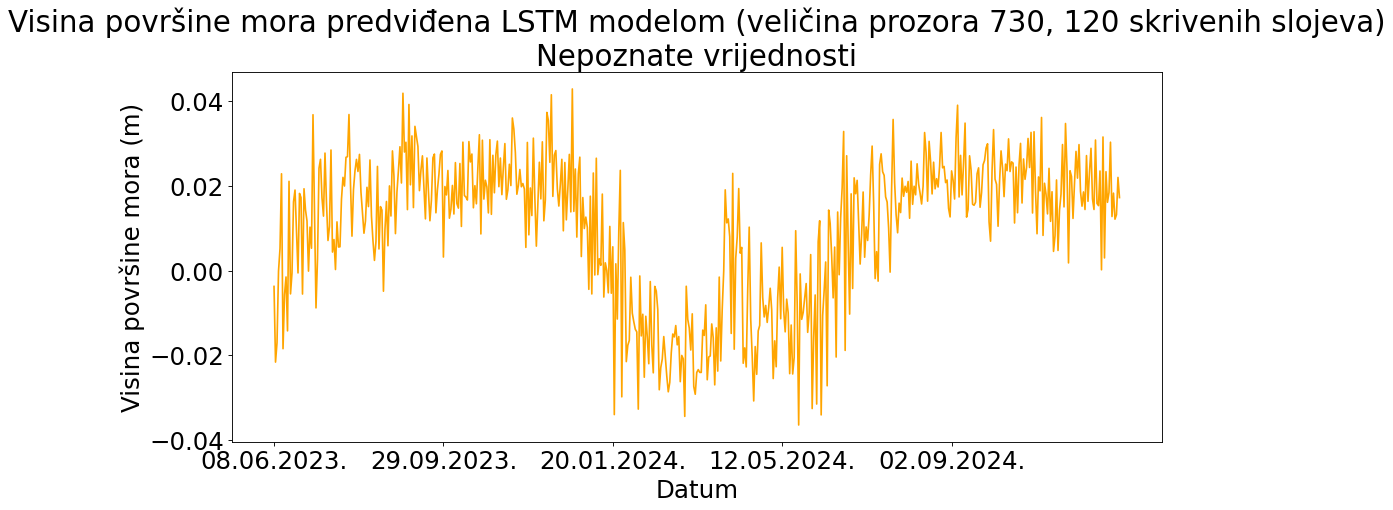 Visina površine mora predviđena LSTM modelom (veličina prozora 730, 120 skrivenih slojeva)
Nepoznate vrijednosti
Visina površine mora (m)
0.04
0.02
0.00
−0.02
−0.04
08.06.2023. 29.09.2023. 20.01.2024. 12.05.2024. 02.09.2024.
Datum